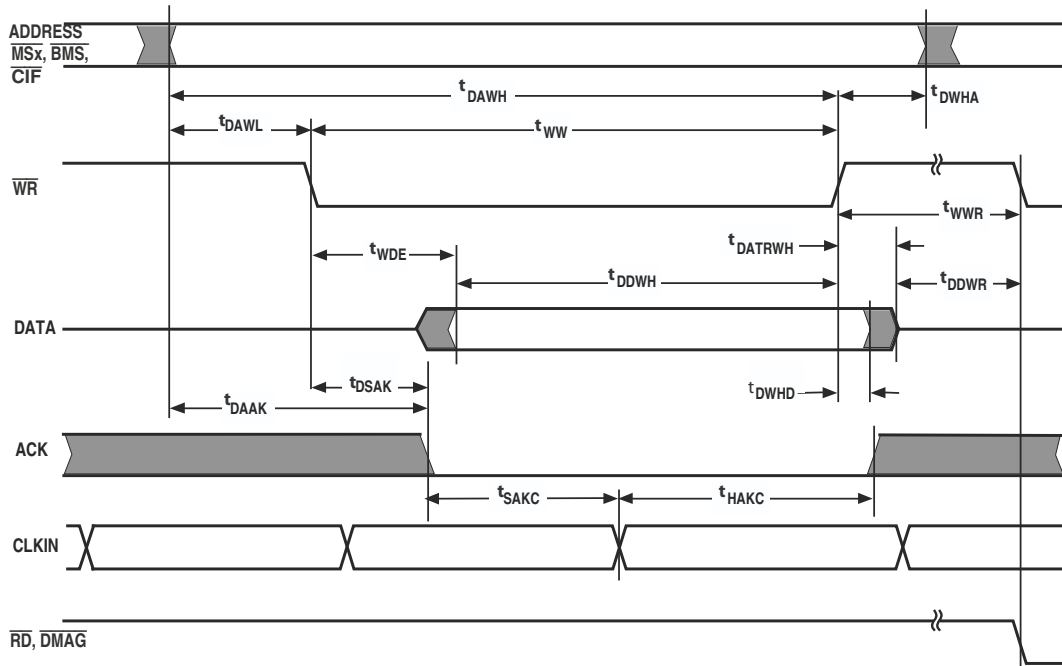 ADDRESS
MSx, BMS,
CIF
tDAWH
tDWHA
tDAWL
tWW
WR
tWWR
tWDE
tDATRWH
tDDWH
tDDWR
DATA
tDSAK
tDWHD
tDAAK
ACK
tSAKC
tHAKC
CLKIN
RD, DMAG